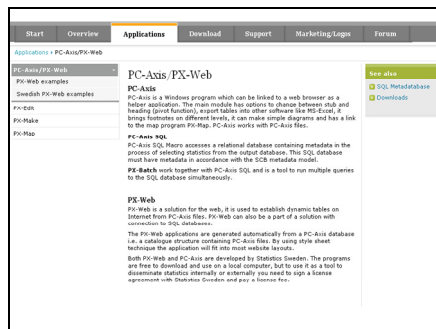 Start Overview Applications Download Support Marketing/Logos Forum
Applications • PC-Axis/PX-Web
PC-Axis/PX-Web
PX-Web examples
Swedish PX-Web examples
PX-Edit
PX-Make
PX-Map
PC-Axis/PX-Web
PC-Axis
PC-Axis is a Windows program which can be linked to a web browser as a
helper application. The main module has options to change between stub and
heading (pivot function), export tables into other software like MS-Excel, it
brings footnotes on different levels, it can make simple diagrams and has a link
to the map program PX-Map. PC-Axis works with PC-Axis files.
PC-Axis SQL
PC-Axis SQL Macro accesses a relational database containing metadata in the
process of selecting statistics from the output database. This SQL database
must have metadata in accordance with the SCB metadata model.
PX-Batch work together with PC-Axis SQL and is a tool to run multiple queries
to the SQL database simultaneously.
PX-Web
PX-Web is a solution for the web, it is used to establish dynamic tables on
Internet from PC-Axis files. PX-Web can also be a part of a solution with
connection to SQL databases.
The PX-Web applications are generated automatically from a PC-Axis database
i.e. a catalogue structure containing PC-Axis files. By using style sheet
technique the application will fit into most website layouts.
Both PX-Web and PC-Axis are developed by Statistics Sweden. The programs
are free to download and use on a local computer, but to use it as a tool to
disseminate statistics internally or externally you need to sign a license
agreement with Statistics Sweden and pay a license fee.
See also
SQL Metadatabase
Downloads